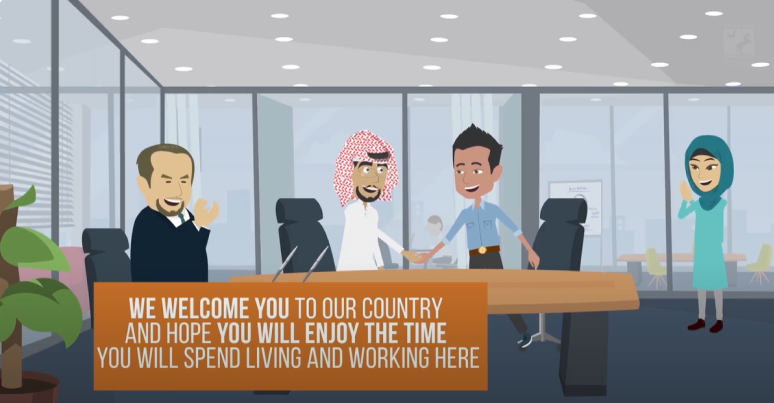 WE WELCOME YOU TO OUR COUNTRY
AND HOPE YOU WILL ENJOY THE TIME
YOU WILL SPEND LIVING AND WORKING HERE